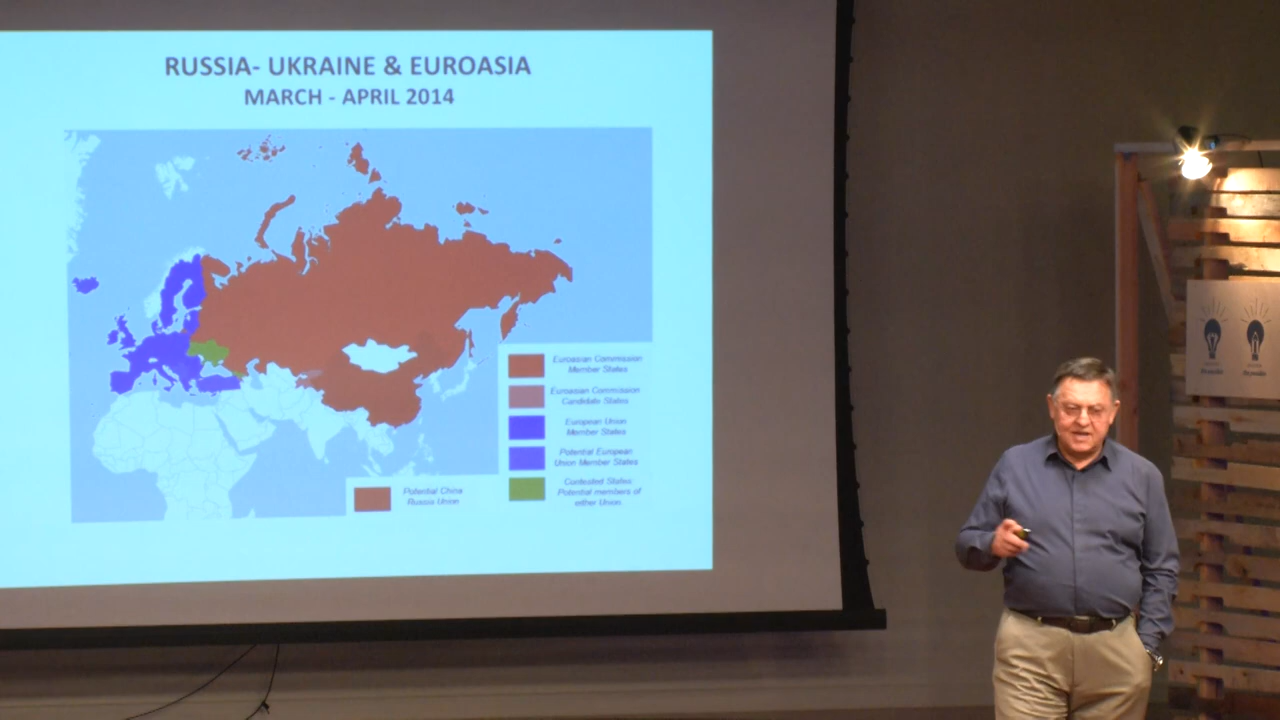 RUSSIA- UKRAINE & EUROASIA
MARCH - APRIL 2014
Euroasian Commission
Member States
Euroasian Commission
Candidate States
European Union
Member States
Potential European
Union Member States
Contested States:
Potential members of
either Union
Potential China
Russia Union